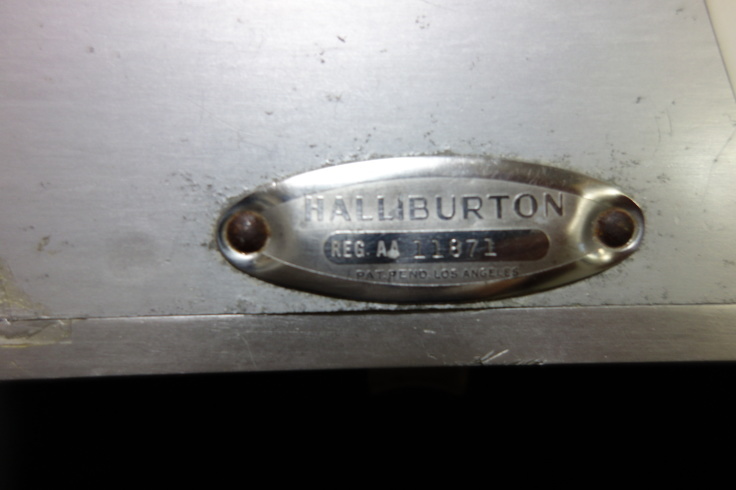 HALLIBURTON
REG. AA 11871
PAT. PEND. LOS ANGELES